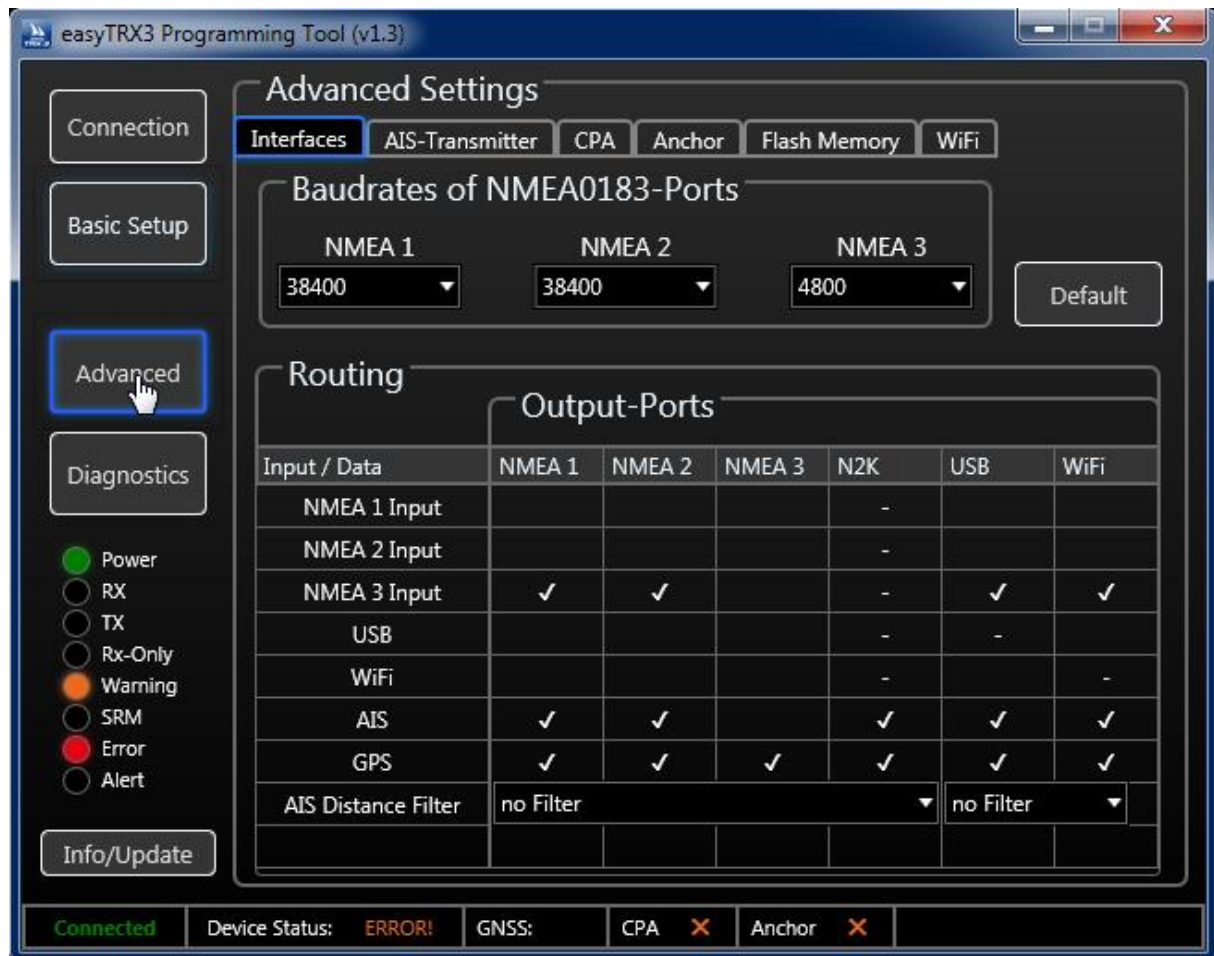 easyTRX3 Programming Tool (v1.3)
Connection
Basic Setup
Advanced
Diagnostics
Power
RX
TX
Rx-Only
Warning
SRM
Error
Alert
Info/Update
Advanced Settings
Interfaces AIS-Transmitter CPA Anchor Flash Memory WiFi
Baudrates of NMEA0183-Ports
NMEA 1 NMEA 2 NMEA 3
38400 38400 4800
Default
Routing
Output-Ports
Input / Data NMEA 1 NMEA 2 NMEA 3 N2K USB WiFi
NMEA 1 Input -
NMEA 2 Input -
NMEA 3 Input ✓ ✓ - ✓ ✓
USB - -
WiFi - -
AIS ✓ ✓ ✓ ✓ ✓
GPS ✓ ✓ ✓ ✓ ✓ ✓
AIS Distance Filter no Filter no Filter
Connected Device Status: ERROR! GNSS: CPA ✕ Anchor ✕